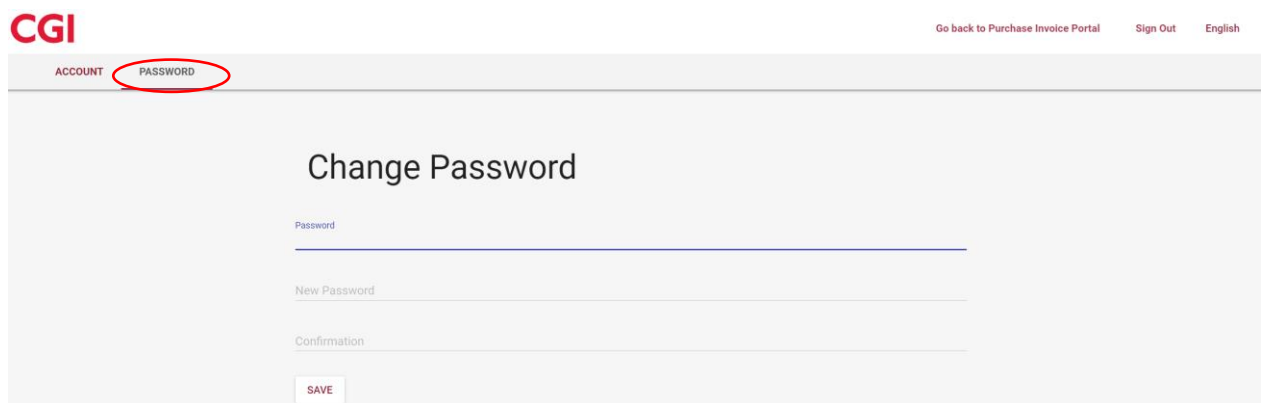 CGI
Go back to Purchase Invoice Portal Sign Out English
ACCOUNT PASSWORD
Change Password
Password
New Password
Confirmation
SAVE